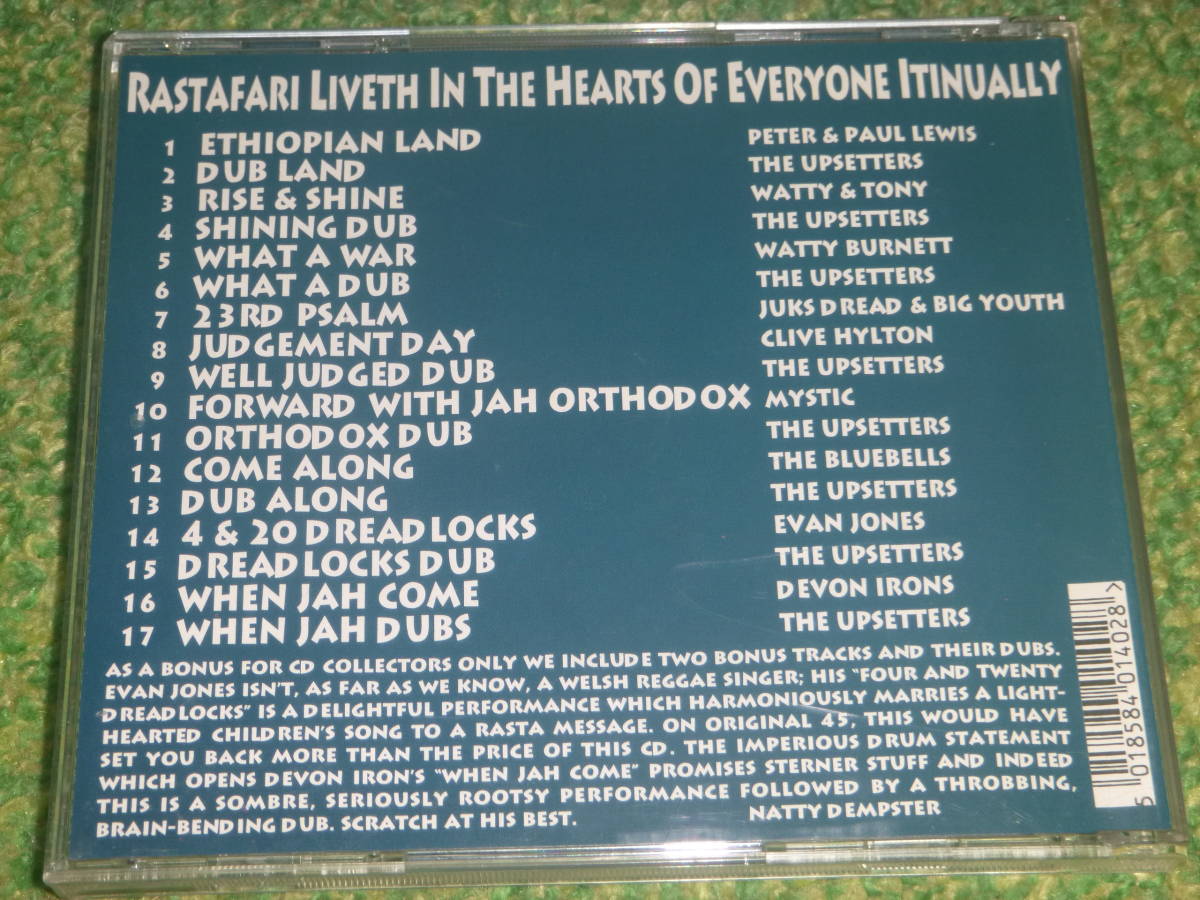 RASTAFARI LIVETH IN THE HEARTS OF EVERYONE ITINUALLY
1 ETHIOPIAN LAND PETER & PAUL LEWIS
2 DUB LAND THE UPSETTERS
3 RISE & SHINE WATTY & TONY
4 SHINING DUB THE UPSETTERS
5 WHAT A WAR WATTY BURNETT
6 WHAT A DUB THE UPSETTERS
7 23RD PSALM JUKS DREAD & BIG YOUTH
8 JUDGEMENT DAY CLIVE HYLTON
9 WELL JUDGED DUB THE UPSETTERS
10 FORWARD WITH JAH ORTHODOX MYSTIC
11 ORTHODOX DUB THE UPSETTERS
12 COME ALONG THE BLUEBELLS
13 DUB ALONG THE UPSETTERS
14 4 & 20 DREADLOCKS EVAN JONES
15 DREADLOCKS DUB THE UPSETTERS
16 WHEN JAH COME DEVON IRONS
17 WHEN JAH DUBS THE UPSETTERS
AS A BONUS FOR CD COLLECTORS ONLY WE INCLUDE TWO BONUS TRACKS AND THEIR DUBS.
EVAN JONES ISN'T, AS FAR AS WE KNOW, A WELSH REGGAE SINGER; HIS "FOUR AND TWENTY
DREADLOCKS" IS A DELIGHTFUL PERFORMANCE WHICH HARMONIOUSLY MARRIES A LIGHT-
HEARTED CHILDREN'S SONG TO A RASTA MESSAGE. ON ORIGINAL 45, THIS WOULD HAVE
SET YOU BACK MORE THAN THE PRICE OF THIS CD. THE IMPERIOUS DRUM STATEMENT
WHICH OPENS DEVON IRON'S "WHEN JAH COME" PROMISES STERNER STUFF AND INDEED
THIS IS A SOMBRE, SERIOUSLY ROOTSY PERFORMANCE FOLLOWED BY A THROBBING,
BRAIN-BENDING DUB. SCRATCH AT HIS BEST. NATTY DEMPSTER
5 018584 014028 >